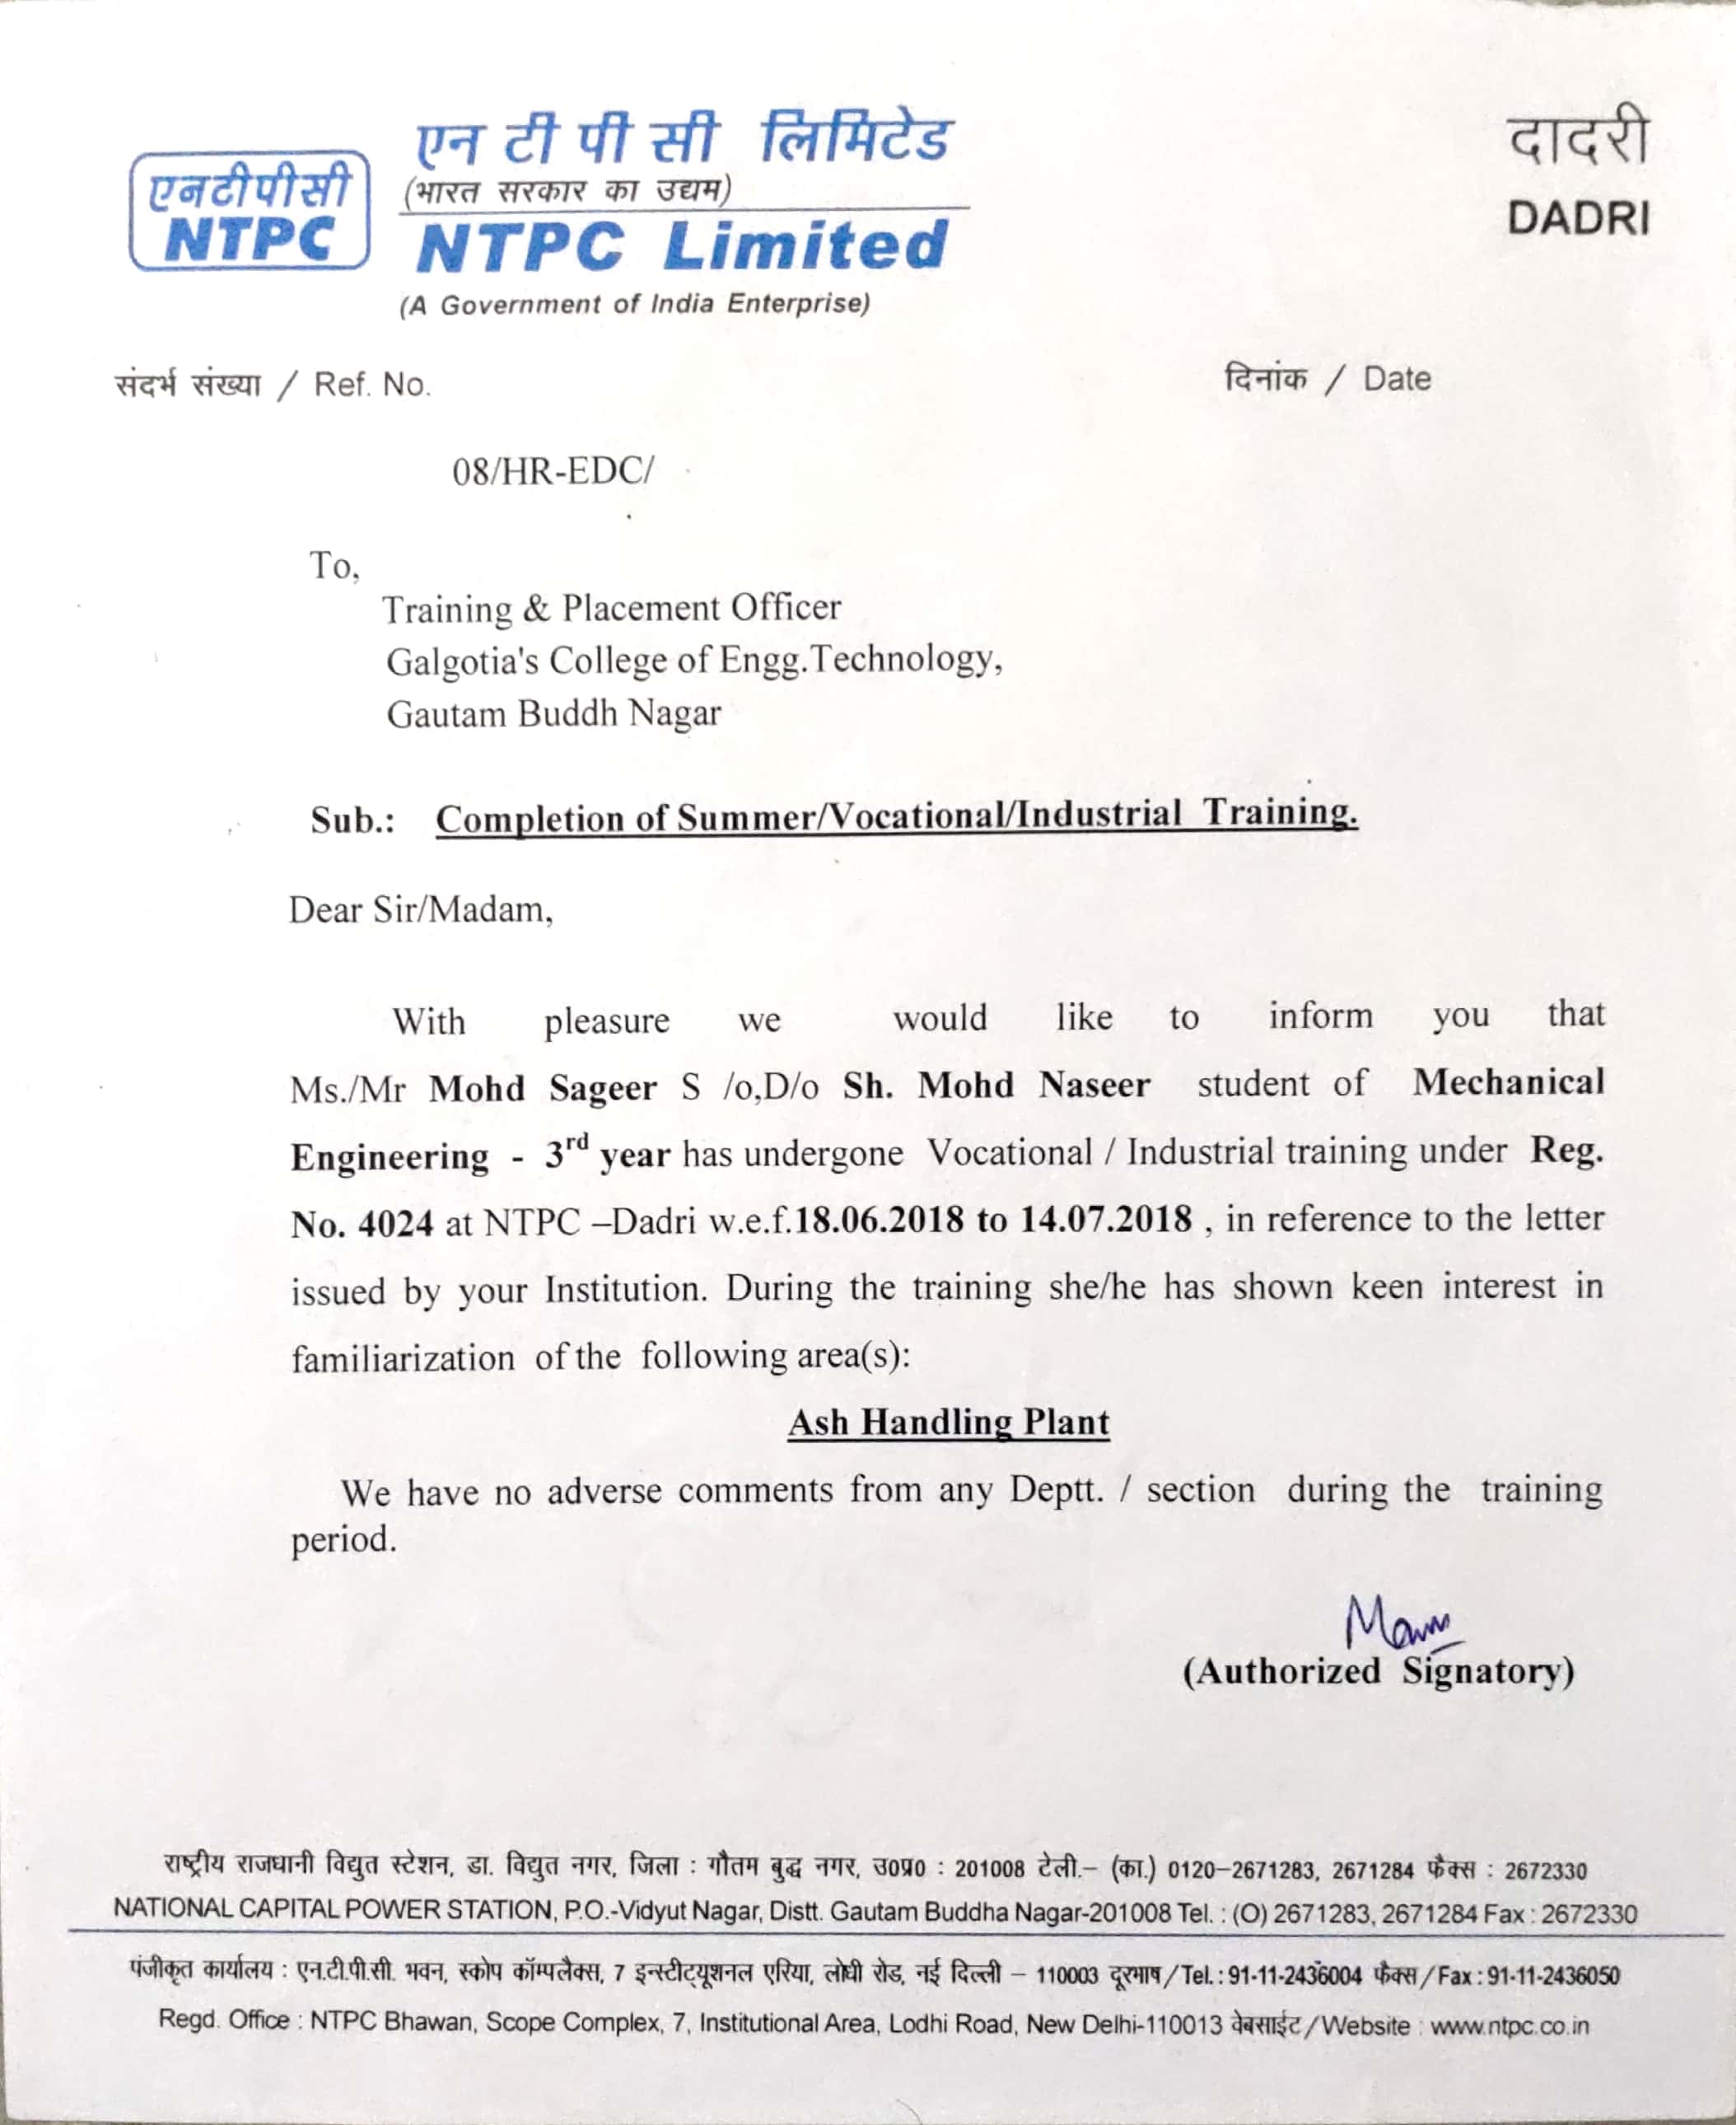 एनटीपीसी
NTPC
एन टी पी सी लिमिटेड
(भारत सरकार का उद्यम)
NTPC Limited
(A Government of India Enterprise)
दादरी
DADRI
संदर्भ संख्या / Ref. No.
दिनांक / Date
08/HR-EDC/
To,
Training & Placement Officer
Galgotia's College of Engg.Technology,
Gautam Buddh Nagar
Sub.: Completion of Summer/Vocational/Industrial Training.
Dear Sir/Madam,
With pleasure we would like to inform you that
Ms./Mr Mohd Sageer S /o,D/o Sh. Mohd Naseer student of Mechanical
Engineering - 3rd year has undergone Vocational / Industrial training under Reg.
No. 4024 at NTPC –Dadri w.e.f.18.06.2018 to 14.07.2018 , in reference to the letter
issued by your Institution. During the training she/he has shown keen interest in
familiarization of the following area(s):
Ash Handling Plant
We have no adverse comments from any Deptt. / section during the training
period.
(Authorized Signatory)
राष्ट्रीय राजधानी विद्युत स्टेशन, डा. विद्युत नगर, जिला : गौतम बुद्ध नगर, उ0प्र0 : 201008 टेली.– (का.) 0120–2671283, 2671284 फैक्स : 2672330
NATIONAL CAPITAL POWER STATION, P.O.-Vidyut Nagar, Distt. Gautam Buddha Nagar-201008 Tel. : (O) 2671283, 2671284 Fax : 2672330
पंजीकृत कार्यालय : एन.टी.पी.सी. भवन, स्कोप कॉम्पलैक्स, 7 इन्स्टीट्यूशनल एरिया, लोधी रोड, नई दिल्ली – 110003 दूरभाष/Tel.: 91-11-2436004 फैक्स/Fax : 91-11-2436050
Regd. Office : NTPC Bhawan, Scope Complex, 7, Institutional Area, Lodhi Road, New Delhi-110013 वेबसाईट/Website : www.ntpc.co.in